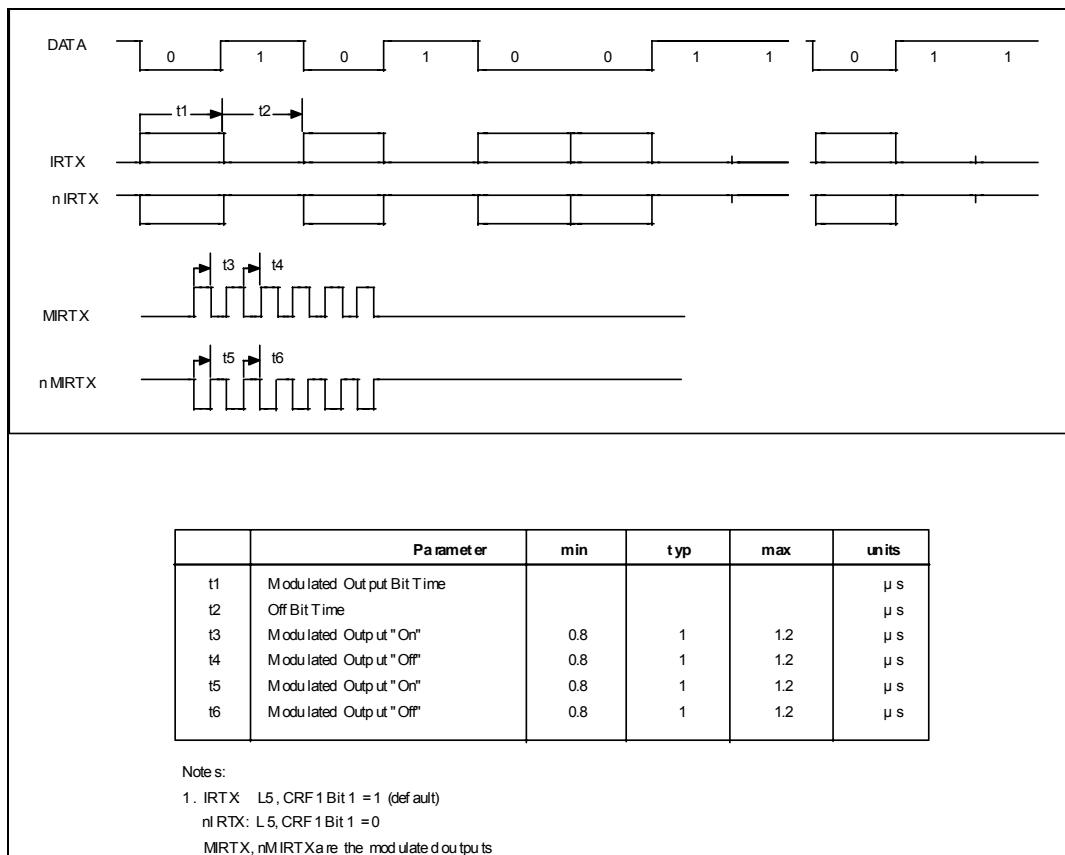 DATA 0 1 0 1 0 0 1 1 0 1 1
t1 t2
IRTX
nIRTX
t3 t4
MIRTX
t5 t6
nMIRTX
Parameter min typ max units
t1 Modulated Output Bit Time µs
t2 Off Bit Time µs
t3 Modulated Output "On" 0.8 1 1.2 µs
t4 Modulated Output "Off" 0.8 1 1.2 µs
t5 Modulated Output "On" 0.8 1 1.2 µs
t6 Modulated Output "Off" 0.8 1 1.2 µs
Notes:
1. IRTX: L5, CRF1 Bit 1 = 1 (default)
nIRTX: L5, CRF1 Bit 1 = 0
MIRTX, nMIRTX are the modulated outputs